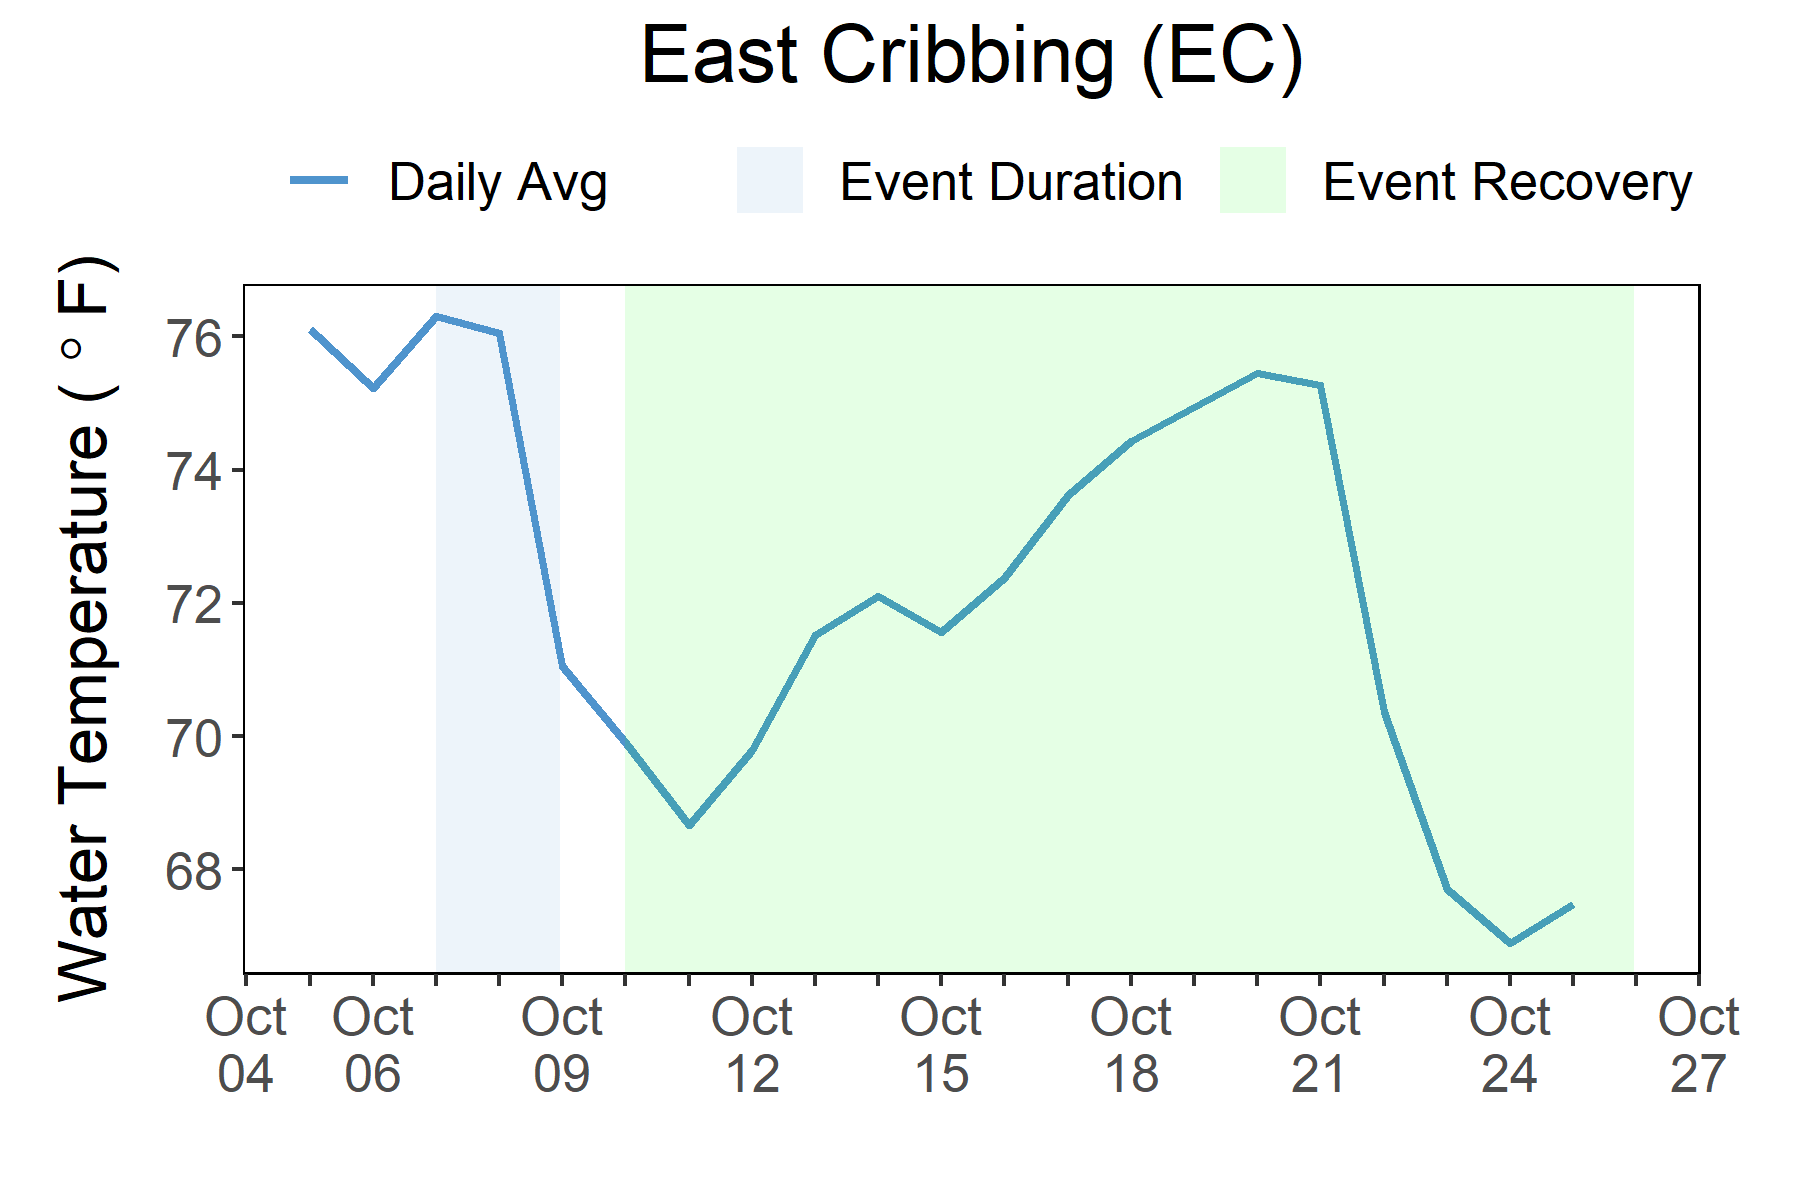 East Cribbing (EC)
Daily Avg Event Duration Event Recovery
Water Temperature ( ° F)
76
74
72
70
68
Oct Oct Oct Oct Oct Oct Oct Oct Oct
04 06 09 12 15 18 21 24 27